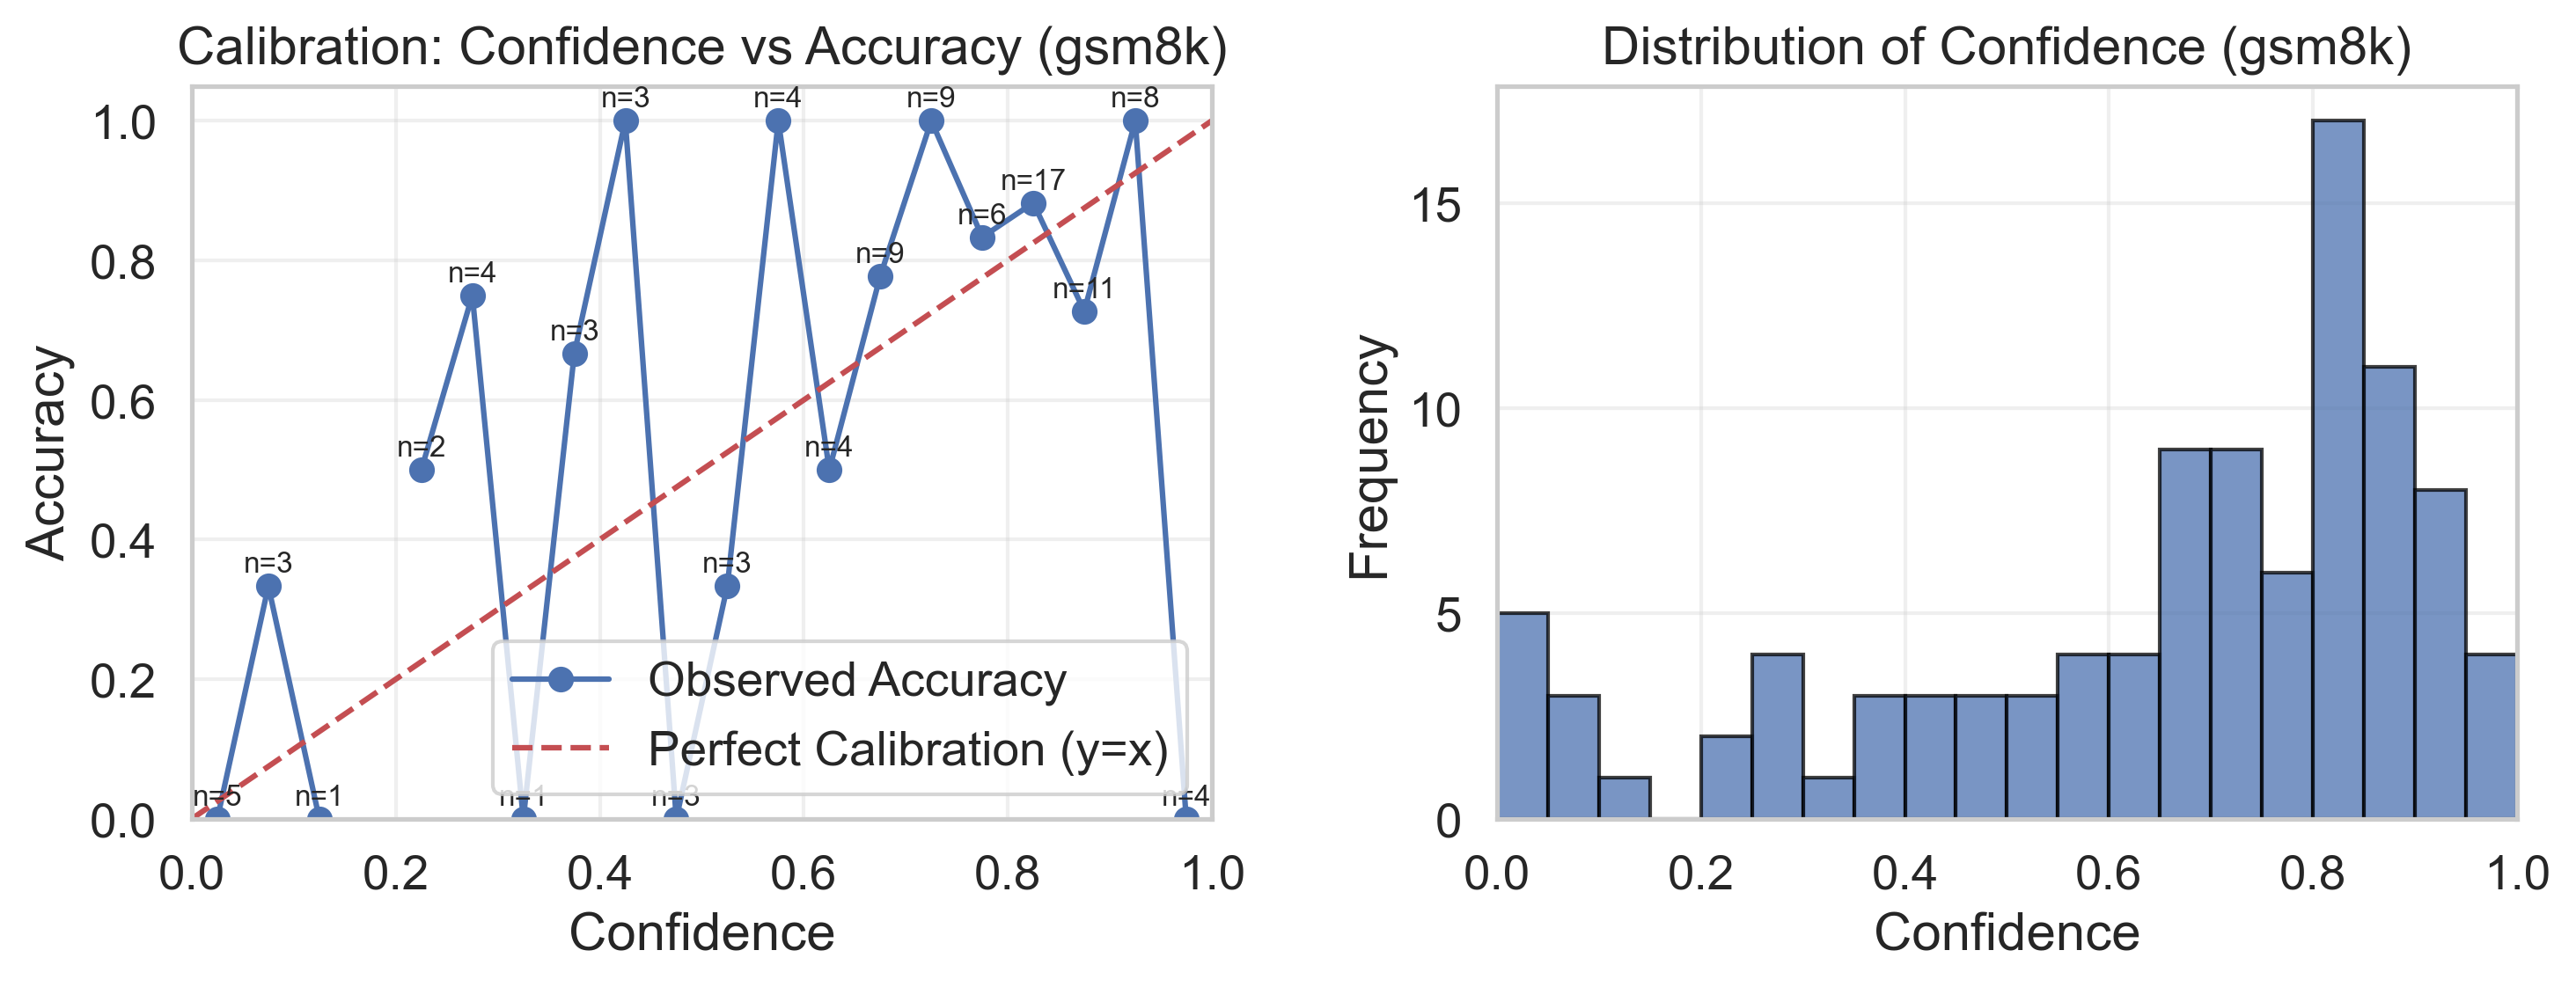 Calibration: Confidence vs Accuracy (gsm8k)
1.0
0.8
0.6
0.4
0.2
0.0
Accuracy
n=5
n=3
n=1
n=2
n=4
n=1
n=3
n=3
n=3
n=3
n=4
n=4
n=9
n=9
n=6
n=17
n=11
n=8
n=4
Observed Accuracy
Perfect Calibration (y=x)
0.0 0.2 0.4 0.6 0.8 1.0
Confidence
Distribution of Confidence (gsm8k)
15
10
5
0
Frequency
0.0 0.2 0.4 0.6 0.8 1.0
Confidence